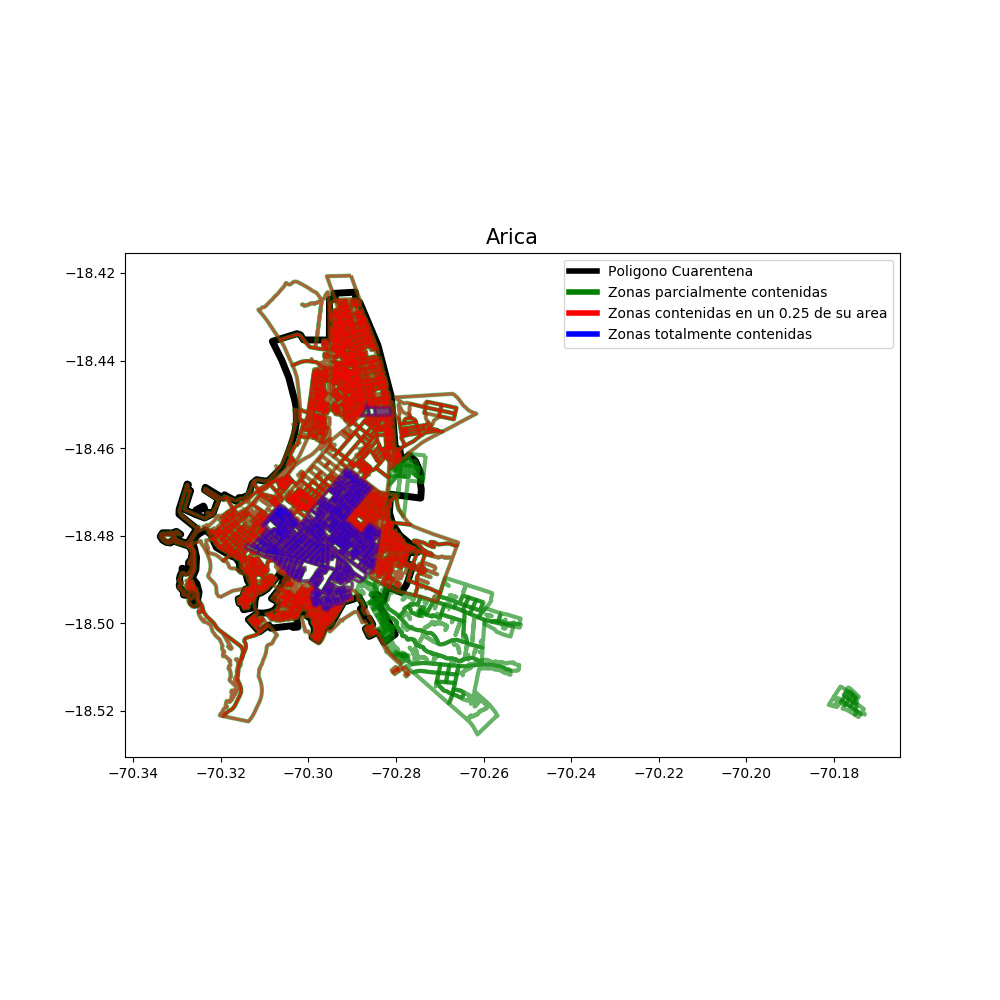 Arica
Poligono Cuarentena
Zonas parcialmente contenidas
Zonas contenidas en un 0.25 de su area
Zonas totalmente contenidas
−18.42
−18.44
−18.46
−18.48
−18.50
−18.52
−70.34 −70.32 −70.30 −70.28 −70.26 −70.24 −70.22 −70.20 −70.18